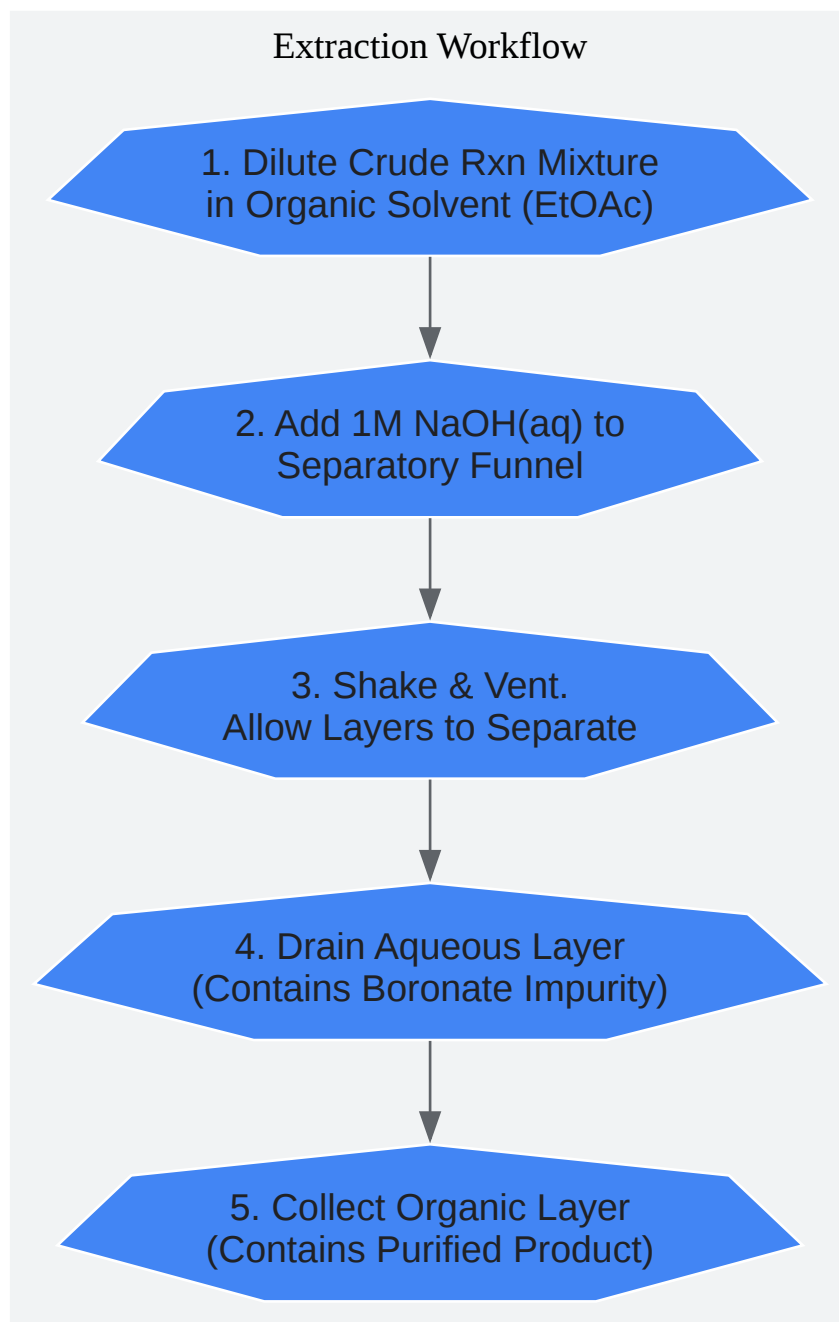 Extraction Workflow
1. Dilute Crude Rxn Mixture
in Organic Solvent (EtOAc)
2. Add 1M NaOH(aq) to
Separatory Funnel
3. Shake & Vent.
Allow Layers to Separate
4. Drain Aqueous Layer
(Contains Boronate Impurity)
5. Collect Organic Layer
(Contains Purified Product)